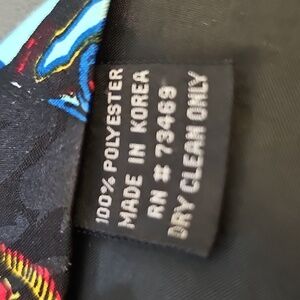 100% POLYESTER
MADE IN KOREA
RN # 73469
DRY CLEAN ONLY